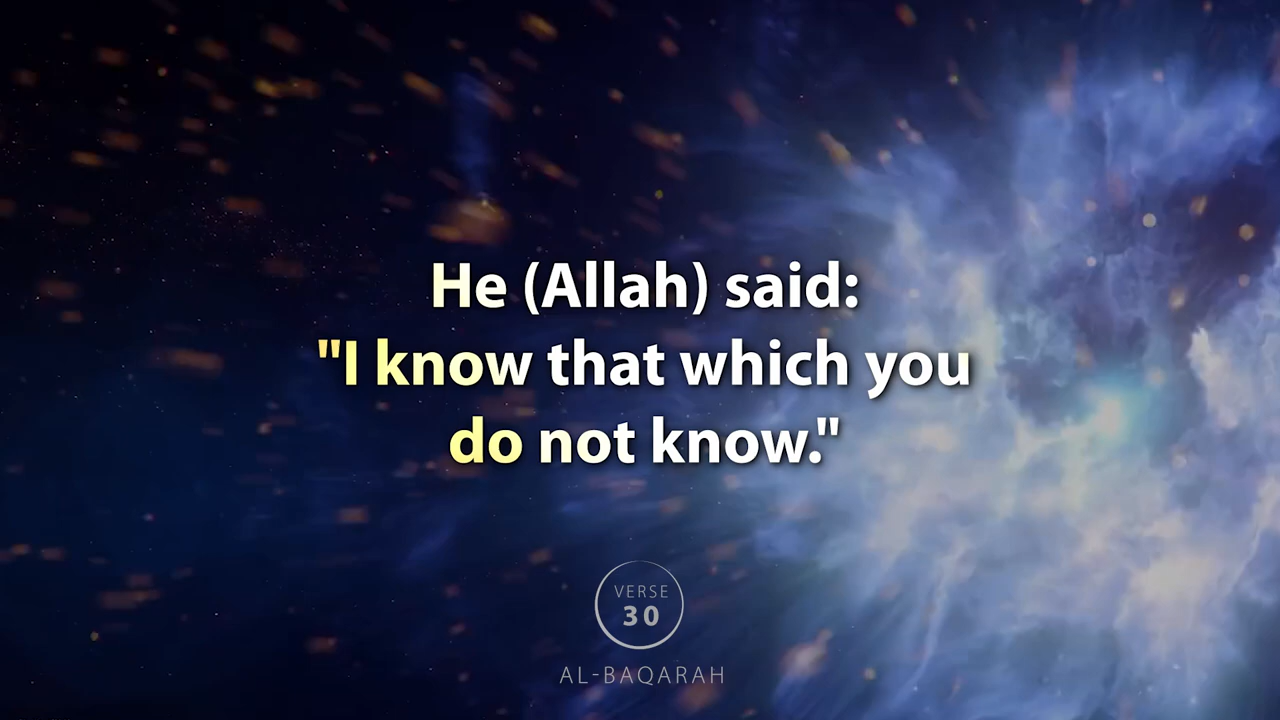 He (Allah) said:
"I know that which you
do not know."
VERSE
30
AL-BAQARAH